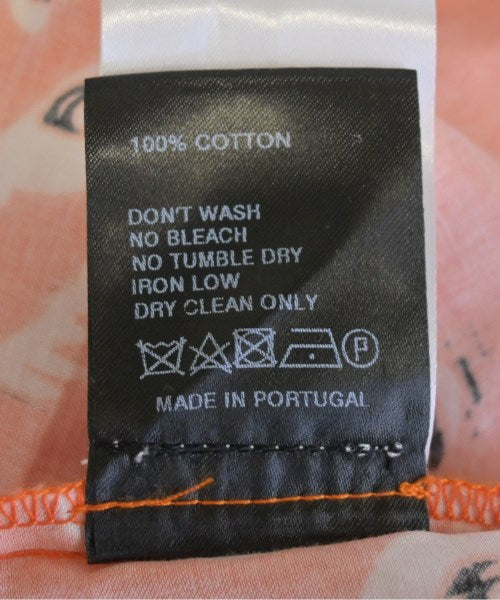 100% COTTON
DON'T WASH
NO BLEACH
NO TUMBLE DRY
IRON LOW
DRY CLEAN ONLY
P
MADE IN PORTUGAL